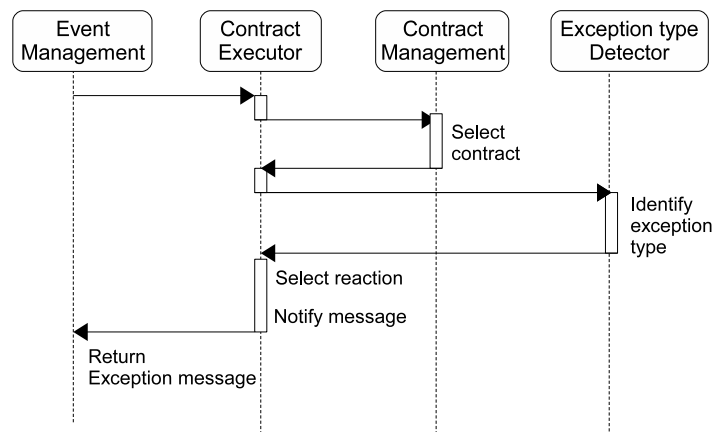 Event
Management
Contract
Executor
Contract
Management
Exception type
Detector
Select
contract
Identify
exception
type
Select reaction
Notify message
Return
Exception message